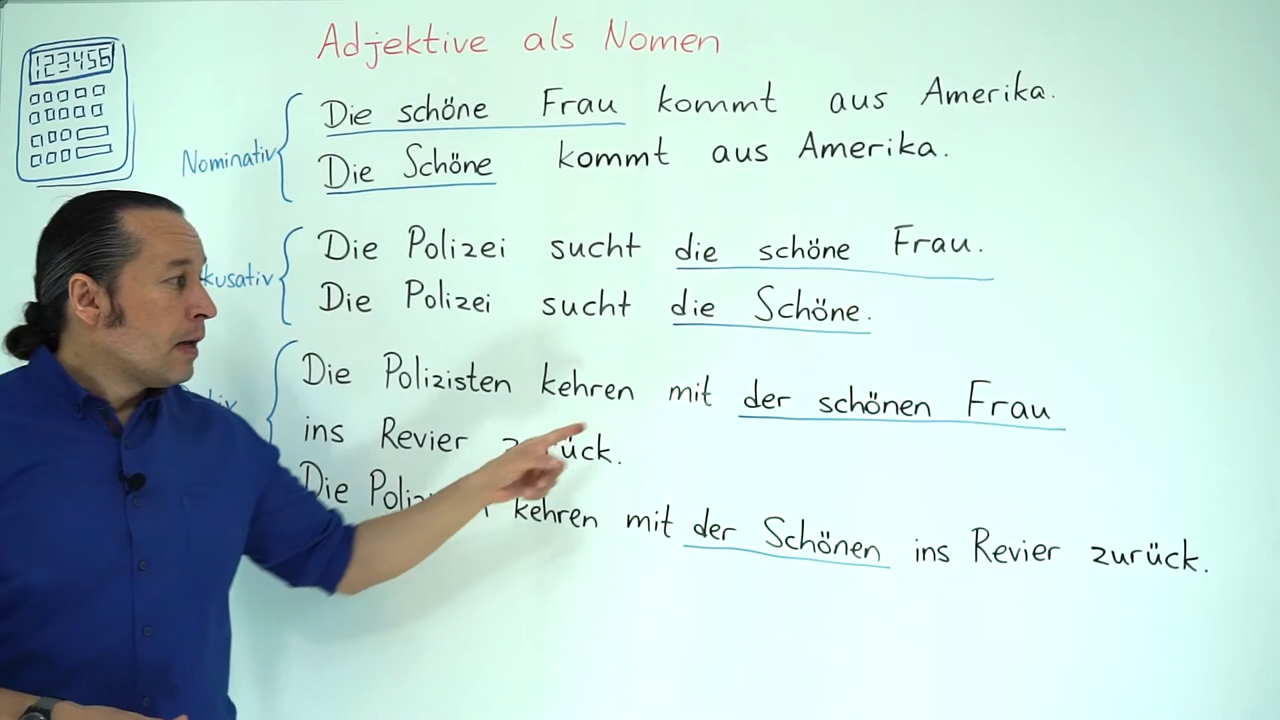 123456
Adjektive als Nomen
Die schöne Frau kommt aus Amerika.
Nominativ
Die Schöne kommt aus Amerika.
Die Polizei sucht die schöne Frau.
kusativ
Die Polizei sucht die Schöne.
Die Polizisten kehren mit der schönen Frau
ins Revier zurück.
Die kehren mit der Schönen ins Revier zurück.